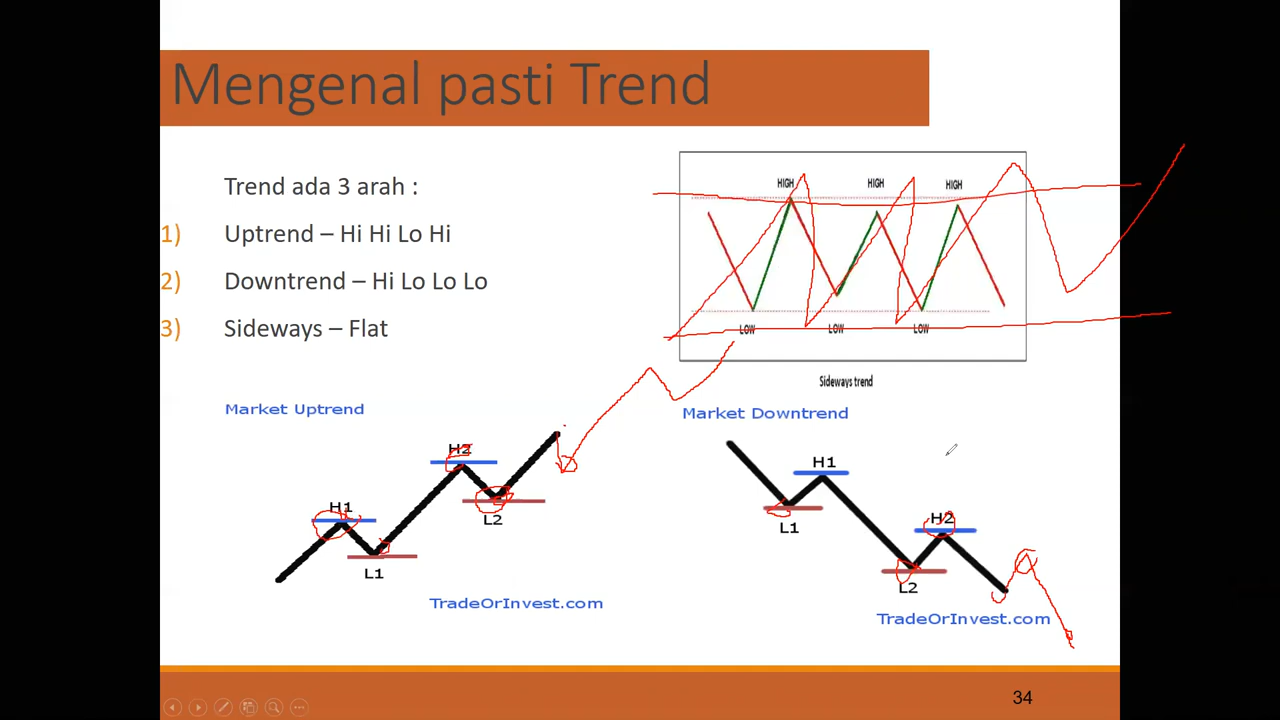 Mengenal pasti Trend
Trend ada 3 arah :
1) Uptrend – Hi Hi Lo Hi
2) Downtrend – Hi Lo Lo Lo
3) Sideways – Flat
HIGH HIGH HIGH
LOW LOW LOW
Sideways trend
Market Uptrend
H2
H1
L2
L1
TradeOrInvest.com
Market Downtrend
H1
L1
H2
L2
TradeOrInvest.com
34